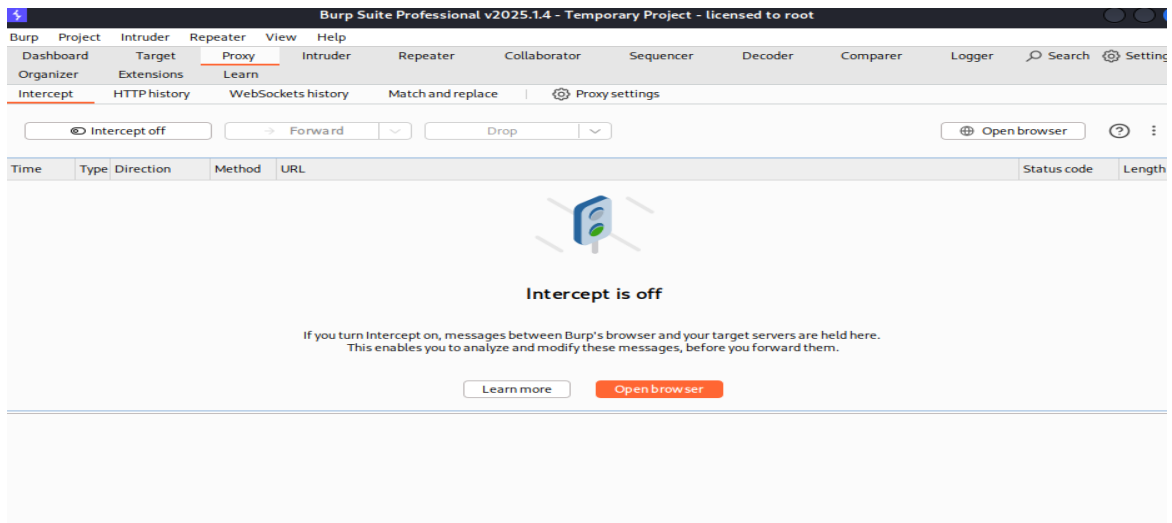 Burp Suite Professional v2025.1.4 - Temporary Project - licensed to root
Burp Project Intruder Repeater View Help
Dashboard Target Proxy Intruder Repeater Collaborator Sequencer Decoder Comparer Logger Search Setting
Organizer Extensions Learn
Intercept HTTP history WebSockets history Match and replace Proxy settings
Intercept off Forward Drop Open browser
Time Type Direction Method URL Status code Length
Intercept is off
If you turn Intercept on, messages between Burp's browser and your target servers are held here.
This enables you to analyze and modify these messages, before you forward them.
Learn more Open browser